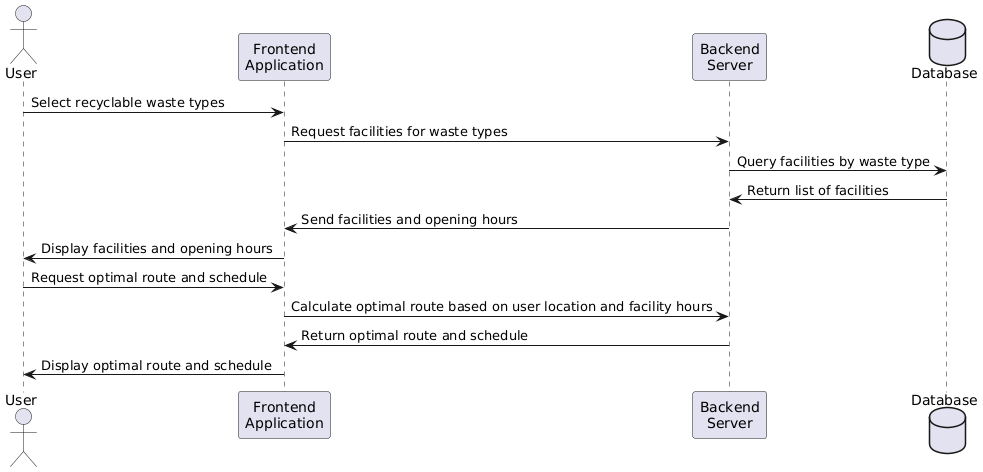 User
Frontend
Application
Backend
Server
Database
Select recyclable waste types
Request facilities for waste types
Query facilities by waste type
Return list of facilities
Send facilities and opening hours
Display facilities and opening hours
Request optimal route and schedule
Calculate optimal route based on user location and facility hours
Return optimal route and schedule
Display optimal route and schedule
User
Frontend
Application
Backend
Server
Database